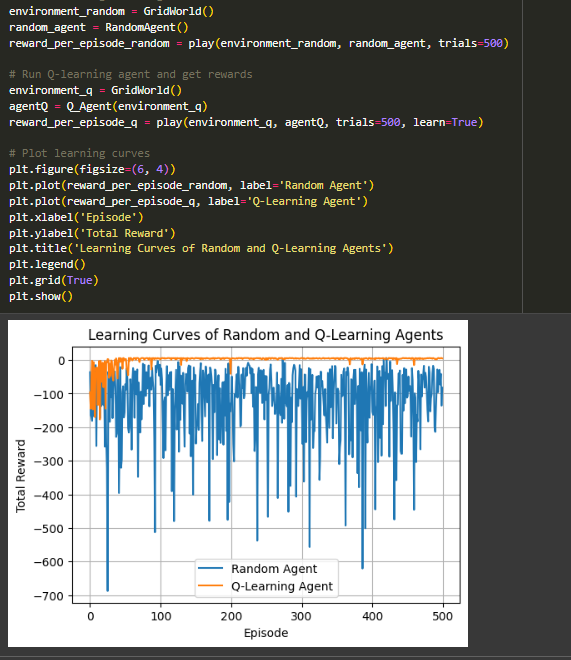 environment_random = GridWorld()
random_agent = RandomAgent()
reward_per_episode_random = play(environment_random, random_agent, trials=500)
# Run Q-learning agent and get rewards
environment_q = GridWorld()
agentQ = Q_Agent(environment_q)
reward_per_episode_q = play(environment_q, agentQ, trials=500, learn=True)
# Plot learning curves
plt.figure(figsize=(6, 4))
plt.plot(reward_per_episode_random, label='Random Agent')
plt.plot(reward_per_episode_q, label='Q-Learning Agent')
plt.xlabel('Episode')
plt.ylabel('Total Reward')
plt.title('Learning Curves of Random and Q-Learning Agents')
plt.legend()
plt.grid(True)
plt.show()
Learning Curves of Random and Q-Learning Agents
Total Reward
0
−100
−200
−300
−400
−500
−600
−700
Random Agent
Q-Learning Agent
0 100 200 300 400 500
Episode